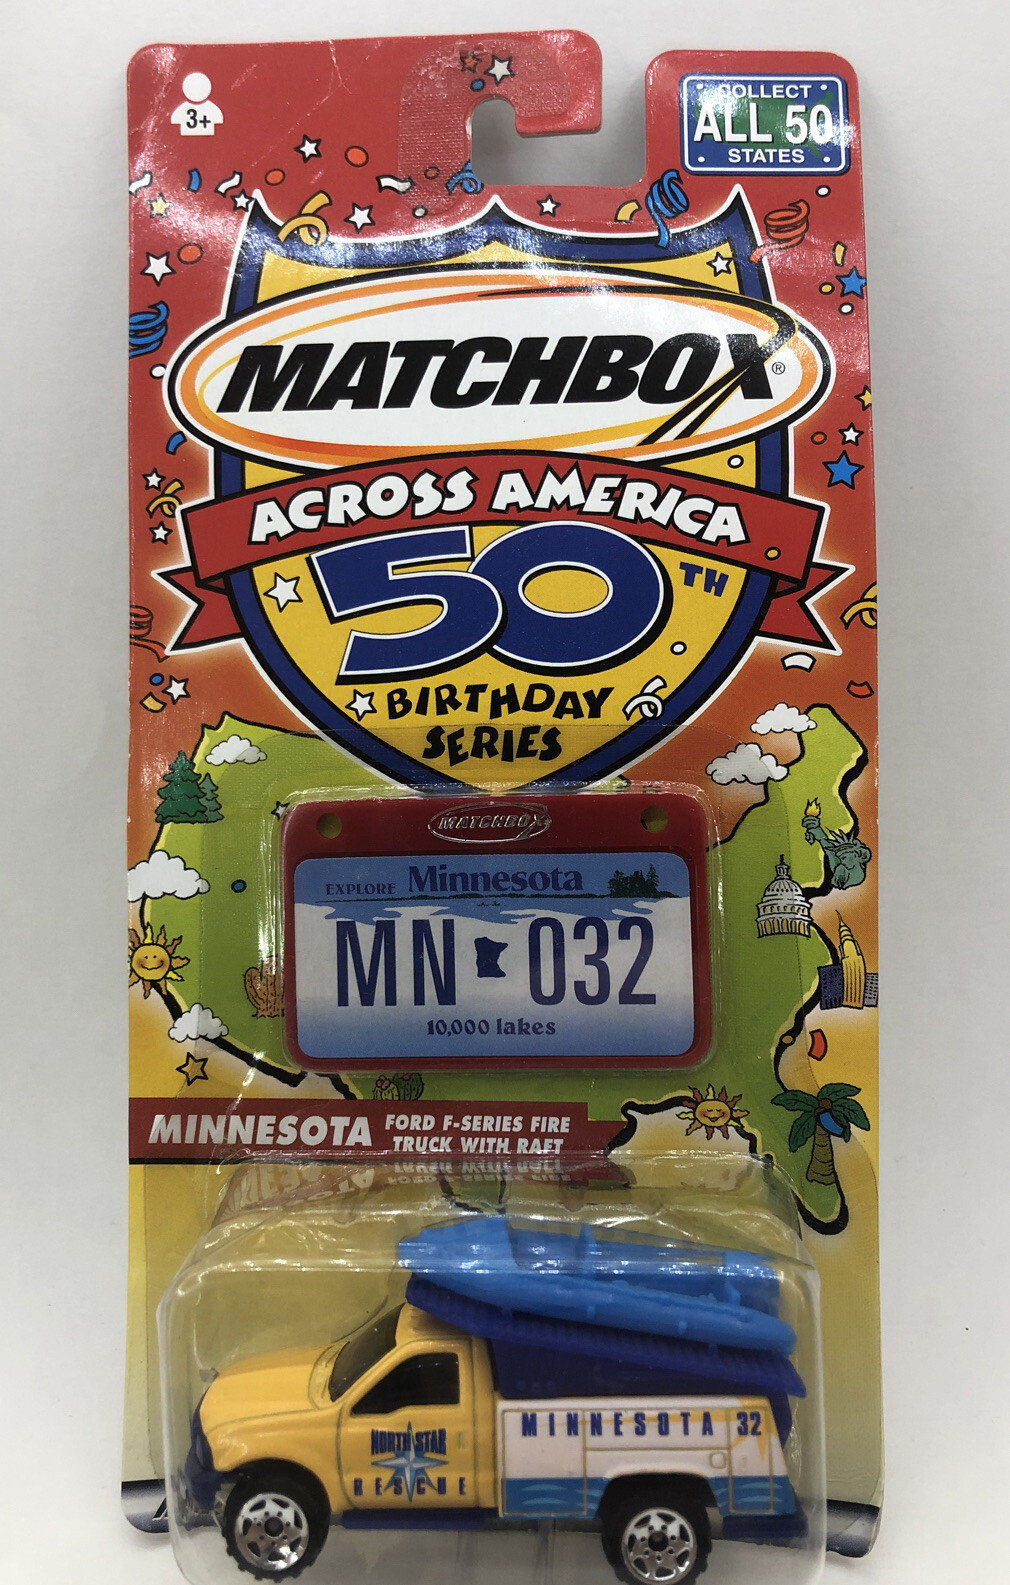 3+
COLLECT
ALL 50
STATES
MATCHBOX®
ACROSS AMERICA
50TH
BIRTHDAY
SERIES
MATCHBOX
EXPLORE Minnesota
MN 032
10,000 lakes
MINNESOTA FORD F-SERIES FIRE
TRUCK WITH RAFT
MINNESOTA 32
NORTH STAR
RESCUE